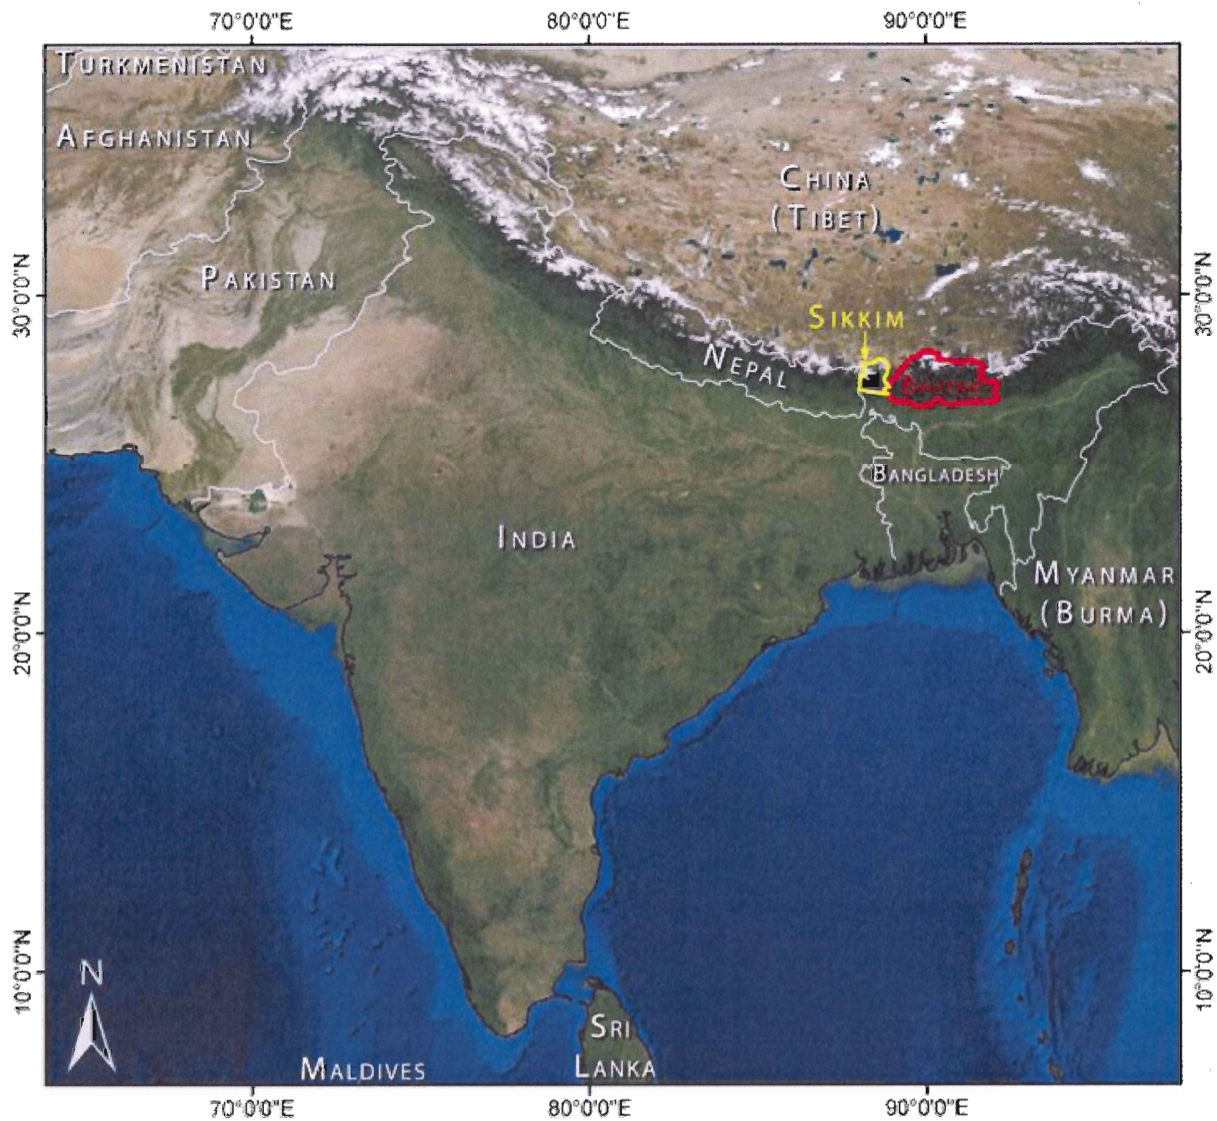 70°0'0"E 80°0'0"E 90°0'0"E
TURKMENISTAN
AFGHANISTAN
CHINA
(TIBET)
PAKISTAN
30°0'0"N 30°0'0"N
SIKKIM
NEPAL
BHUTAN
BANGLADESH
INDIA
MYANMAR
(BURMA)
20°0'0"N 20°0'0"N
10°0'0"N 10°0'0"N
N
SRI
LANKA
MALDIVES
70°0'0"E 80°0'0"E 90°0'0"E